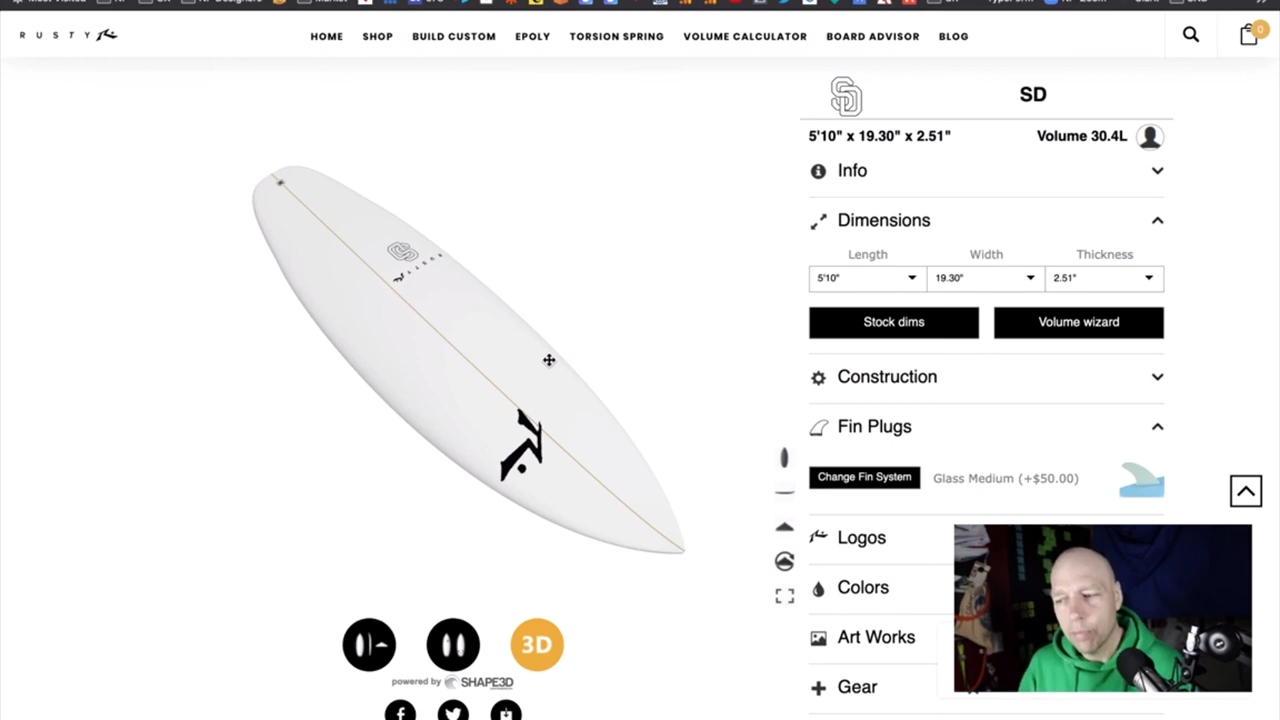 RUSTY
HOME SHOP BUILD CUSTOM EPOLY TORSION SPRING VOLUME CALCULATOR BOARD ADVISOR BLOG
0
SD
SD
5'10" x 19.30" x 2.51" Volume 30.4L
Info
Dimensions
Length Width Thickness
5'10" 19.30" 2.51"
Stock dims Volume wizard
Construction
Fin Plugs
Change Fin System Glass Medium (+$50.00)
Logos
Colors
Art Works
Gear
3D
powered by SHAPE3D